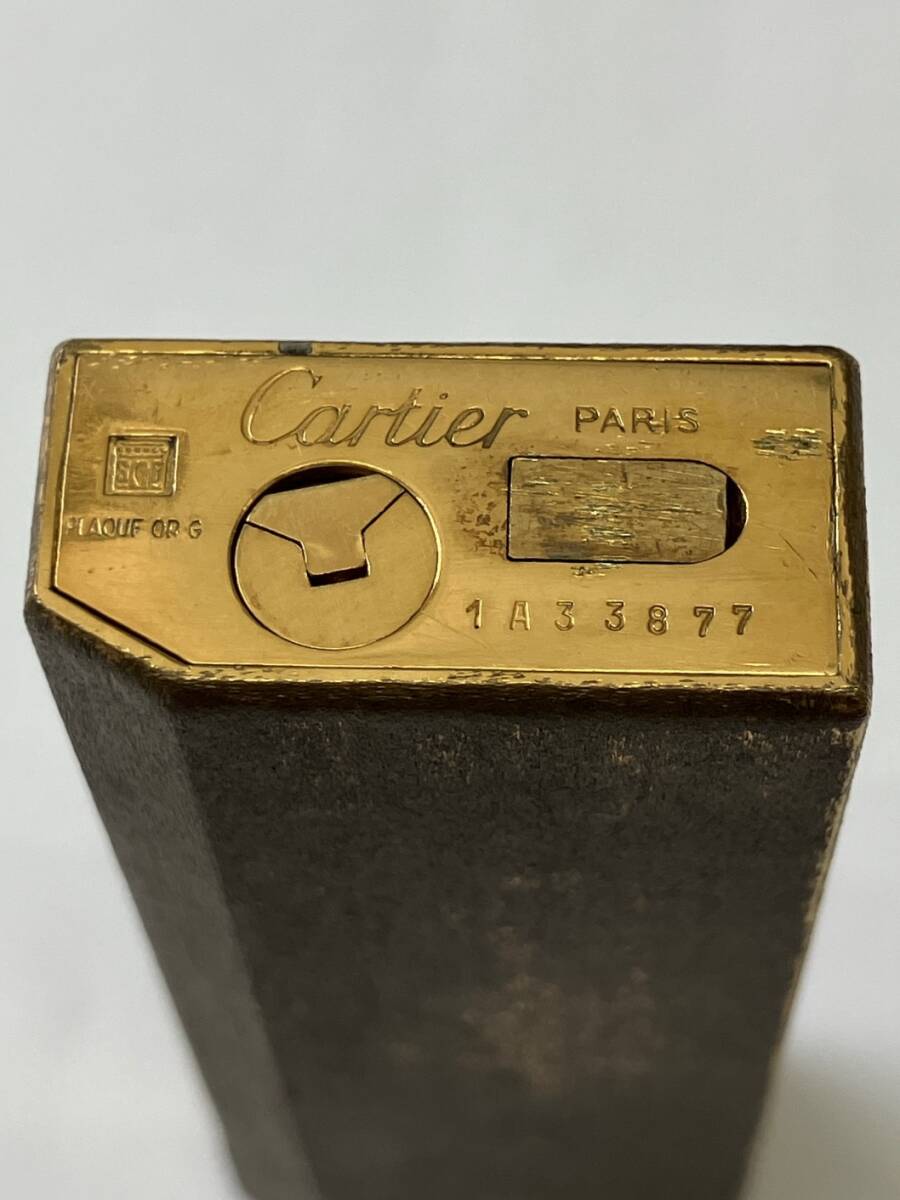 Cartier PARIS
PLAQUE OR G
1A33877